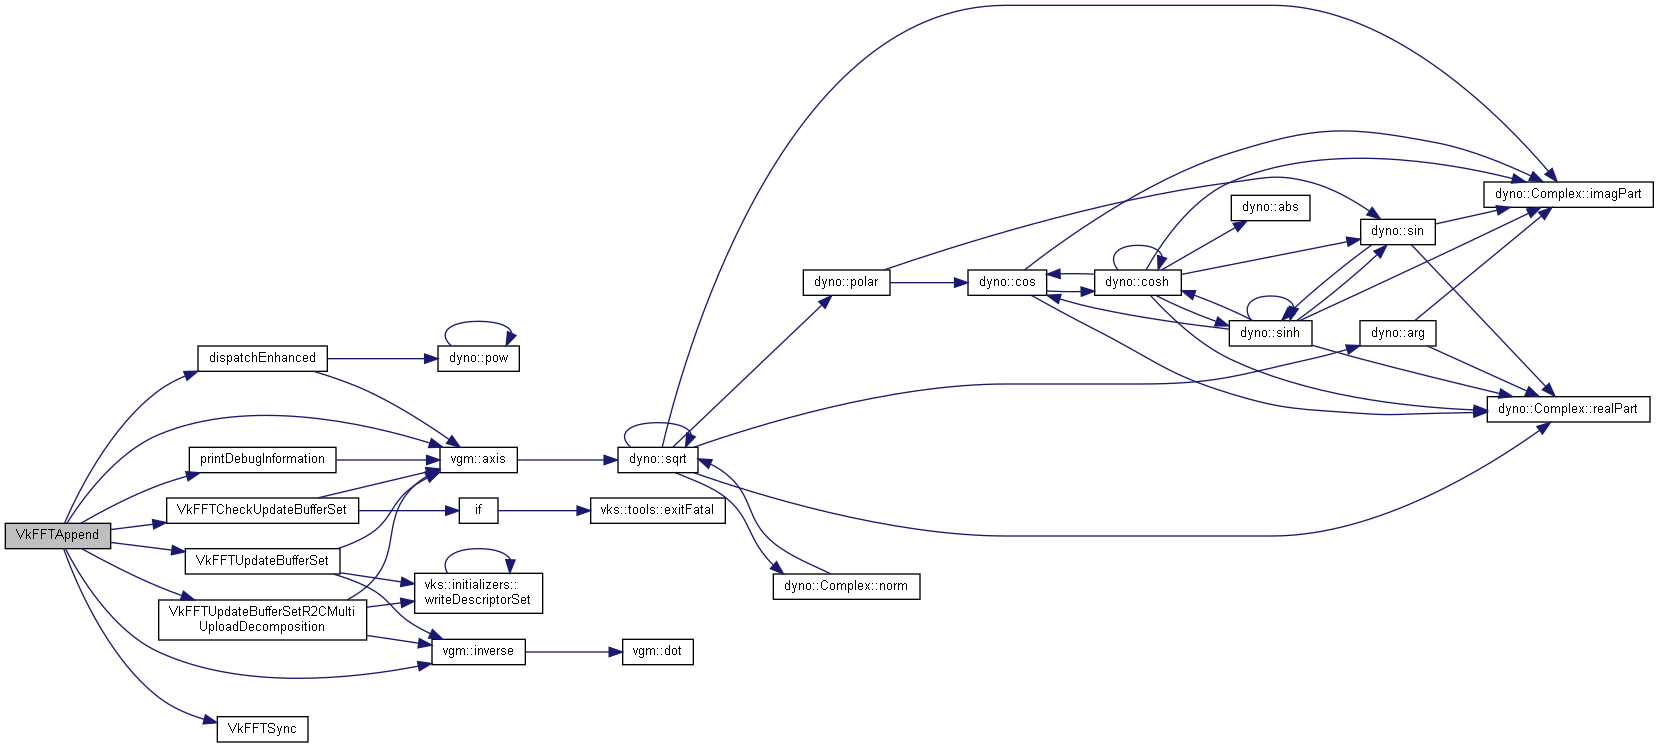 VkFFTAppend
dispatchEnhanced
printDebugInformation
VkFFTCheckUpdateBufferSet
VkFFTUpdateBufferSet
VkFFTUpdateBufferSetR2CMulti
UploadDecomposition
VkFFTSync
dyno::pow
vgm::axis
if
vks::initializers::
writeDescriptorSet
vgm::inverse
dyno::sqrt
vks::tools::exitFatal
vgm::dot
dyno::polar
dyno::Complex::norm
dyno::cos
dyno::cosh
dyno::abs
dyno::sinh
dyno::sin
dyno::arg
dyno::Complex::imagPart
dyno::Complex::realPart